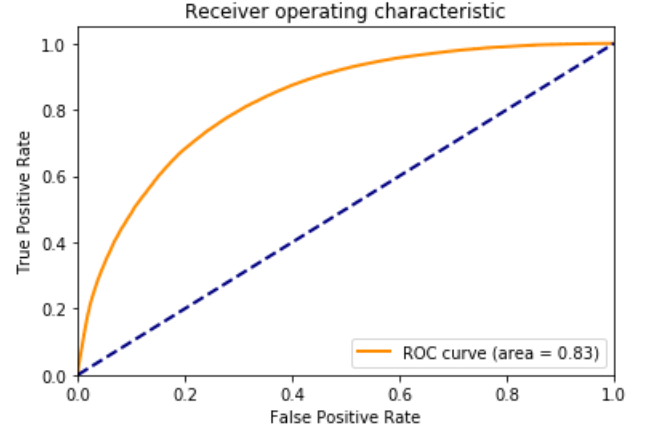 Receiver operating characteristic
1.0
0.8
0.6
0.4
0.2
0.0
True Positive Rate
ROC curve (area = 0.83)
0.0 0.2 0.4 0.6 0.8 1.0
False Positive Rate